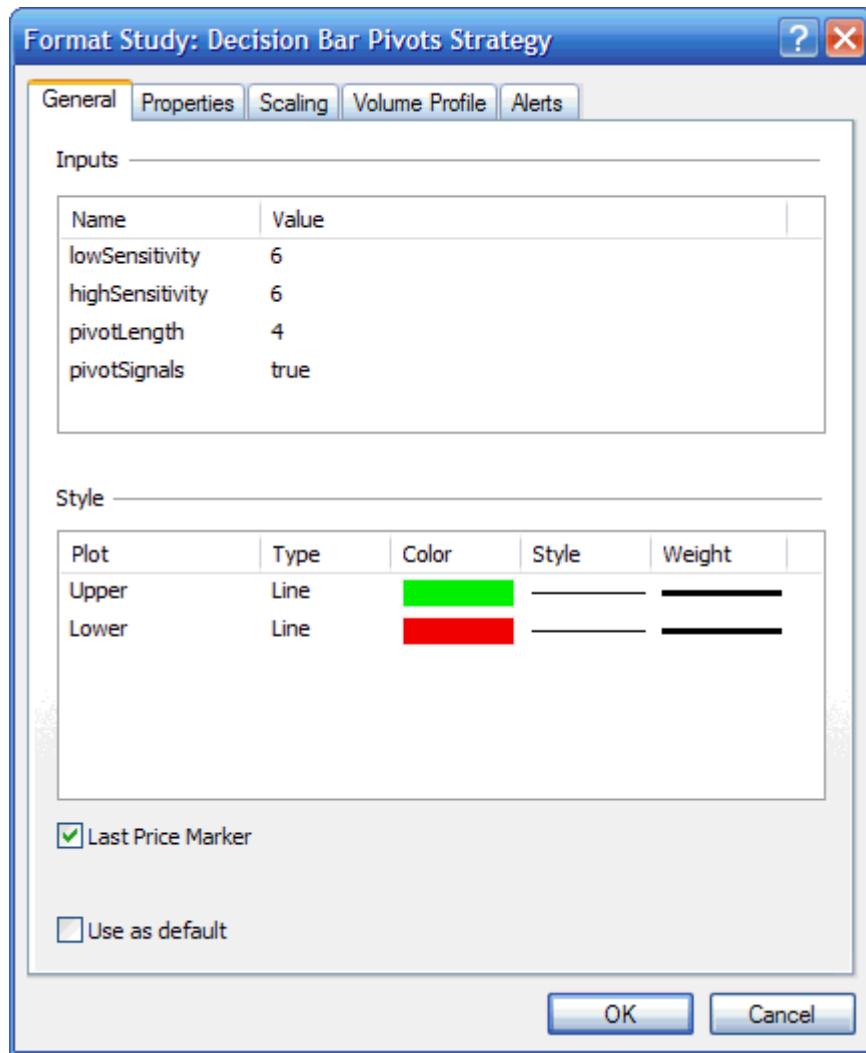 Format Study: Decision Bar Pivots Strategy ?
General Properties Scaling Volume Profile Alerts
Inputs
Name Value
lowSensitivity 6
highSensitivity 6
pivotLength 4
pivotSignals true
Style
Plot Type Color Style Weight
Upper Line
Lower Line
Last Price Marker
Use as default
OK Cancel